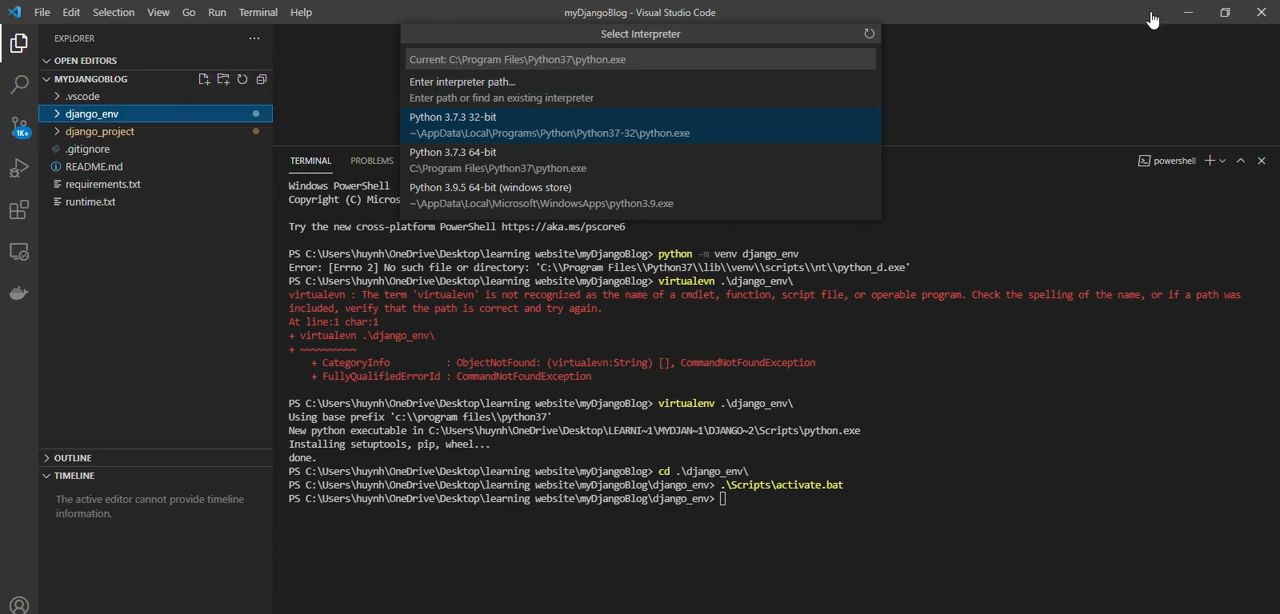 File Edit Selection View Go Run Terminal Help
myDjangoBlog - Visual Studio Code
EXPLORER
OPEN EDITORS
MYDJANGOBLOG
.vscode
django_env
django_project
.gitignore
README.md
requirements.txt
runtime.txt
1K+
OUTLINE
TIMELINE
The active editor cannot provide timeline
information.
Select Interpreter
Current: C:\Program Files\Python37\python.exe
Enter interpreter path...
Enter path or find an existing interpreter
Python 3.7.3 32-bit
~\AppData\Local\Programs\Python\Python37-32\python.exe
Python 3.7.3 64-bit
C:\Program Files\Python37\python.exe
Python 3.9.5 64-bit (windows store)
~\AppData\Local\Microsoft\WindowsApps\python3.9.exe
TERMINAL PROBLEMS
powershell
Windows PowerShell
Copyright (C) Micros
Try the new cross-platform PowerShell https://aka.ms/pscore6
PS C:\Users\huynh\OneDrive\Desktop\learning website\myDjangoBlog> python -m venv django_env
Error: [Errno 2] No such file or directory: 'C:\\Program Files\\Python37\\lib\\venv\\scripts\\nt\\python_d.exe'
PS C:\Users\huynh\OneDrive\Desktop\learning website\myDjangoBlog> virtualevn .\django_env\
virtualevn : The term 'virtualevn' is not recognized as the name of a cmdlet, function, script file, or operable program. Check the spelling of the name, or if a path was
included, verify that the path is correct and try again.
At line:1 char:1
+ virtualevn .\django_env\
+ ~~~~~~~~~~
+ CategoryInfo : ObjectNotFound: (virtualevn:String) [], CommandNotFoundException
+ FullyQualifiedErrorId : CommandNotFoundException
PS C:\Users\huynh\OneDrive\Desktop\learning website\myDjangoBlog> virtualenv .\django_env\
Using base prefix 'c:\\program files\\python37'
New python executable in C:\Users\huynh\OneDrive\Desktop\LEARNI~1\MYDJAN~1\DJANGO~2\Scripts\python.exe
Installing setuptools, pip, wheel...
done.
PS C:\Users\huynh\OneDrive\Desktop\learning website\myDjangoBlog> cd .\django_env\
PS C:\Users\huynh\OneDrive\Desktop\learning website\myDjangoBlog\django_env> .\Scripts\activate.bat
PS C:\Users\huynh\OneDrive\Desktop\learning website\myDjangoBlog\django_env>